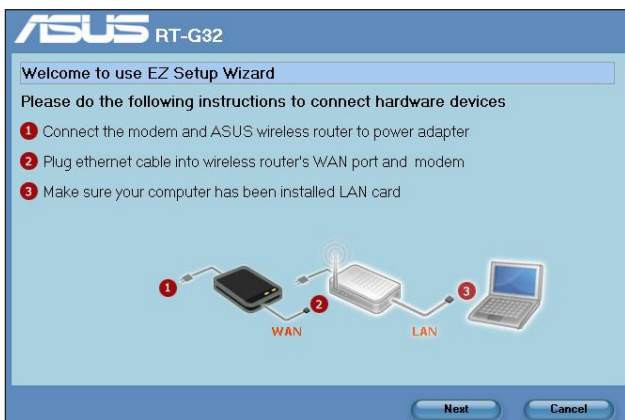 ASUS RT-G32
Welcome to use EZ Setup Wizard
Please do the following instructions to connect hardware devices
1 Connect the modem and ASUS wireless router to power adapter
2 Plug ethernet cable into wireless router's WAN port and modem
3 Make sure your computer has been installed LAN card
1
2
3
WAN
LAN
Next
Cancel